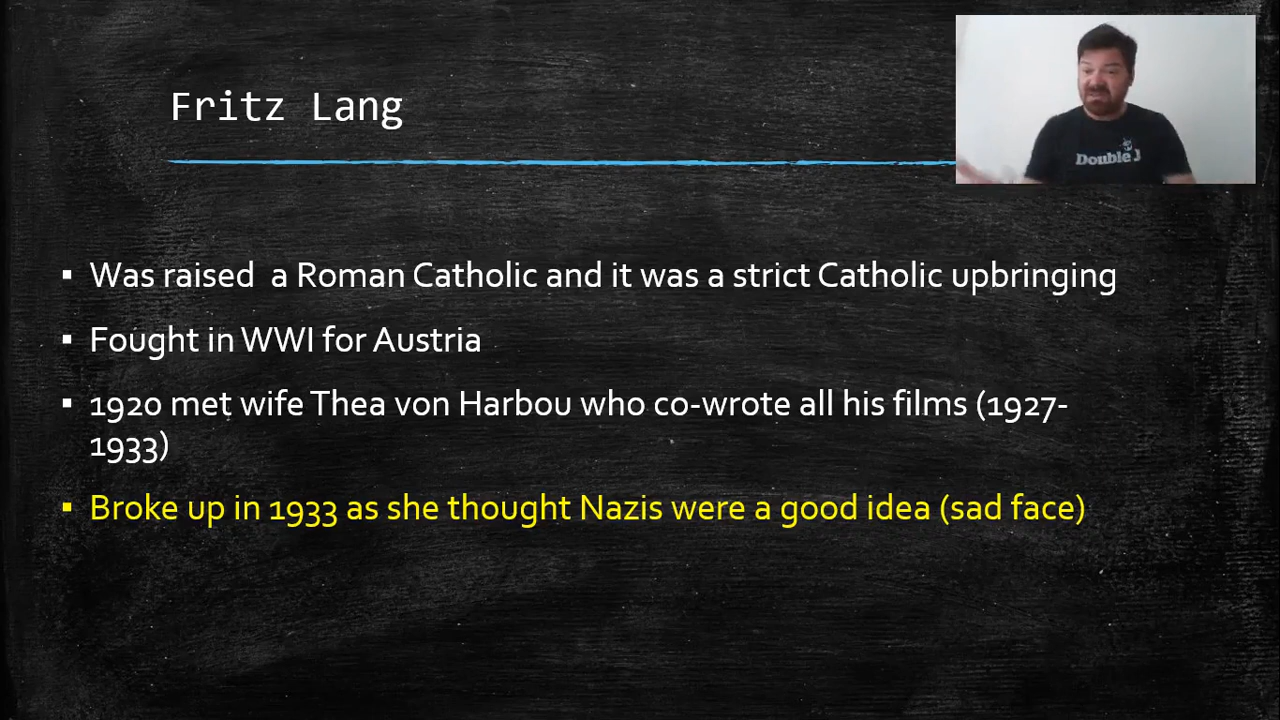 Fritz Lang
Double J
▪ Was raised  a Roman Catholic and it was a strict Catholic upbringing
▪ Fought in WWI for Austria
▪ 1920 met wife Thea von Harbou who co-wrote all his films (1927-
1933)
▪ Broke up in 1933 as she thought Nazis were a good idea (sad face)